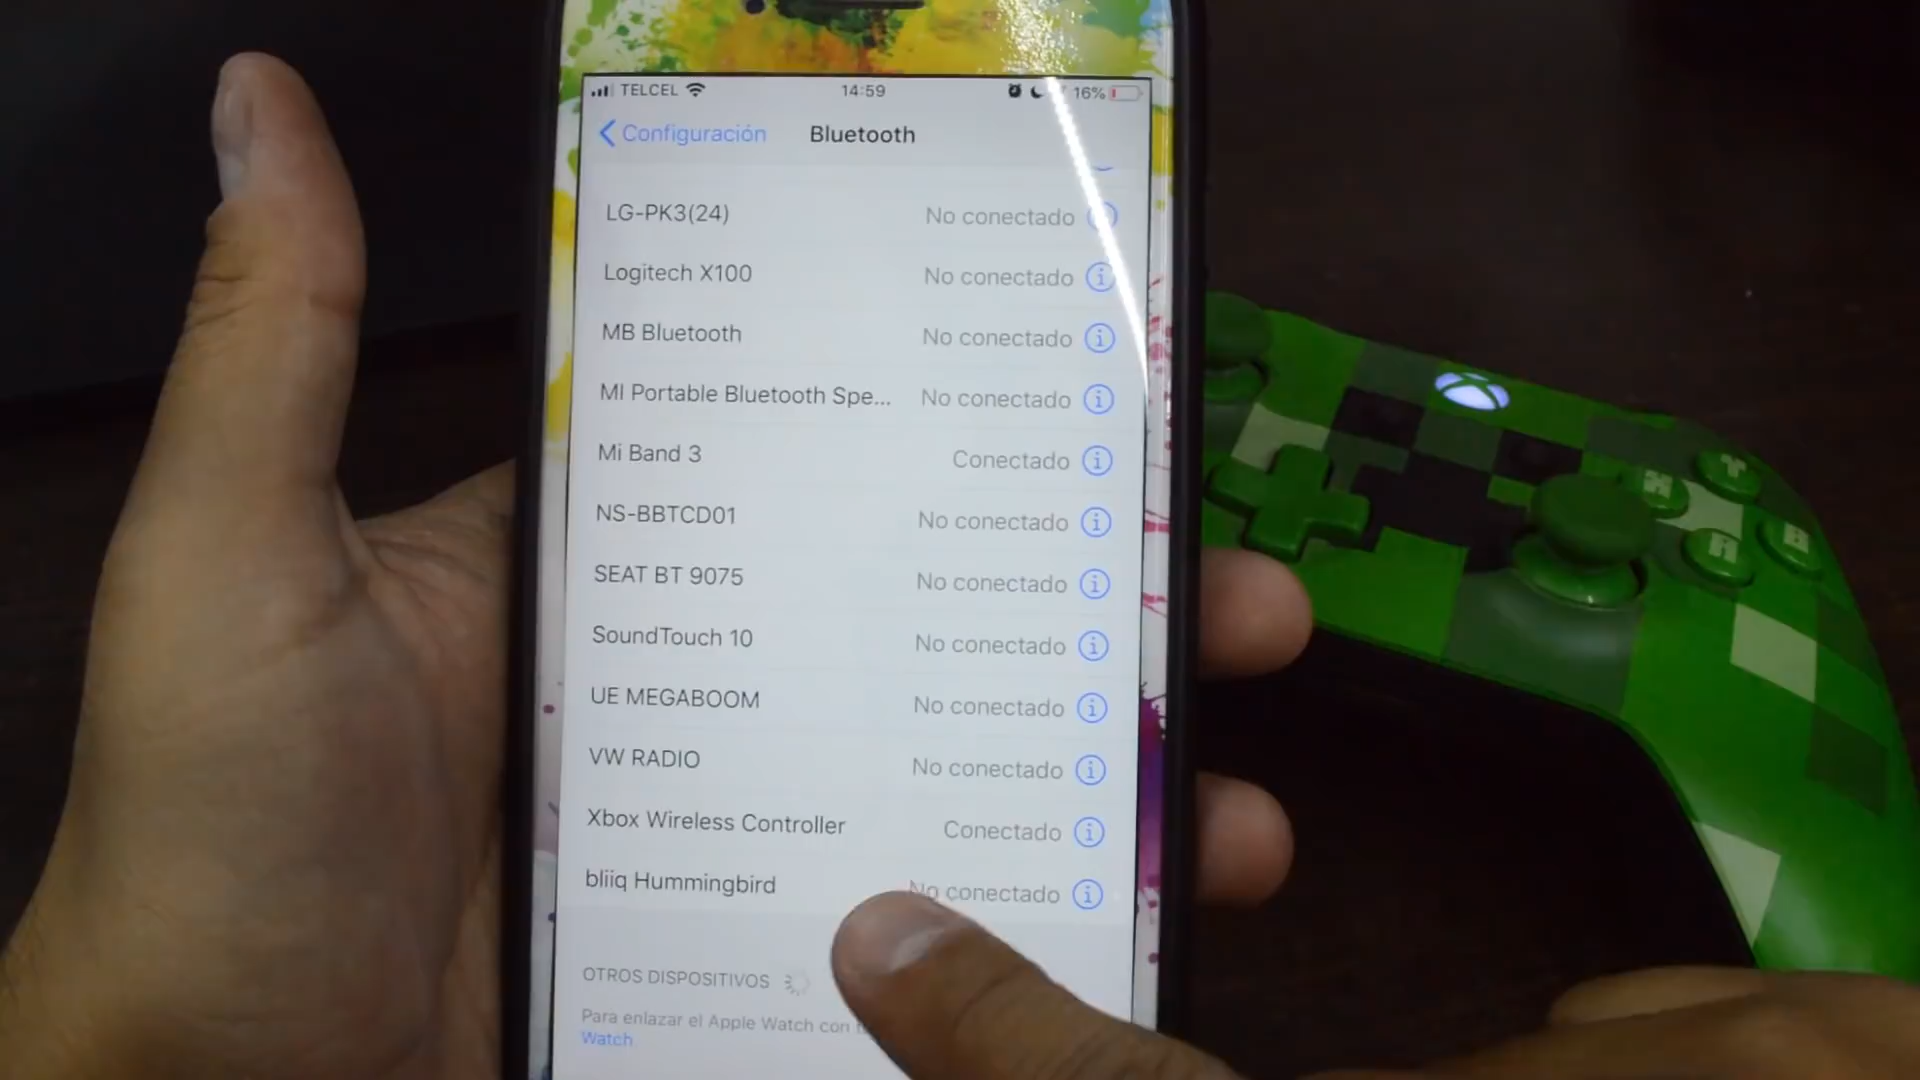 TELCEL 14:59 16%
Configuración Bluetooth
LG-PK3(24) No conectado
Logitech X100 No conectado
MB Bluetooth No conectado
MI Portable Bluetooth Spe... No conectado
Mi Band 3 Conectado
NS-BBTCD01 No conectado
SEAT BT 9075 No conectado
SoundTouch 10 No conectado
UE MEGABOOM No conectado
VW RADIO No conectado
Xbox Wireless Controller Conectado
bliiq Hummingbird No conectado
OTROS DISPOSITIVOS
Para enlazar el Apple Watch con
Watch
Y
X
B
A